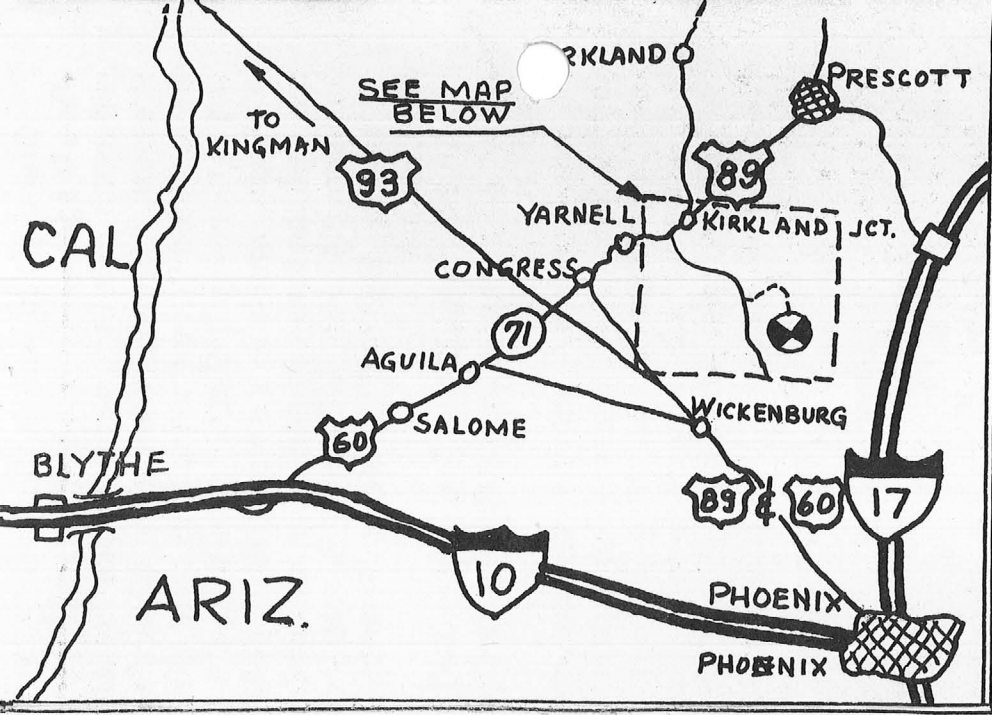 RKLAND
PRESCOTT
SEE MAP
BELOW
TO
KINGMAN
93
89
YARNELL
KIRKLAND JCT.
CAL
CONGRESS
71
AGUILA
SALOME
WICKENBURG
60
BLYTHE
89 & 60
17
10
ARIZ.
PHOENIX
PHOENIX